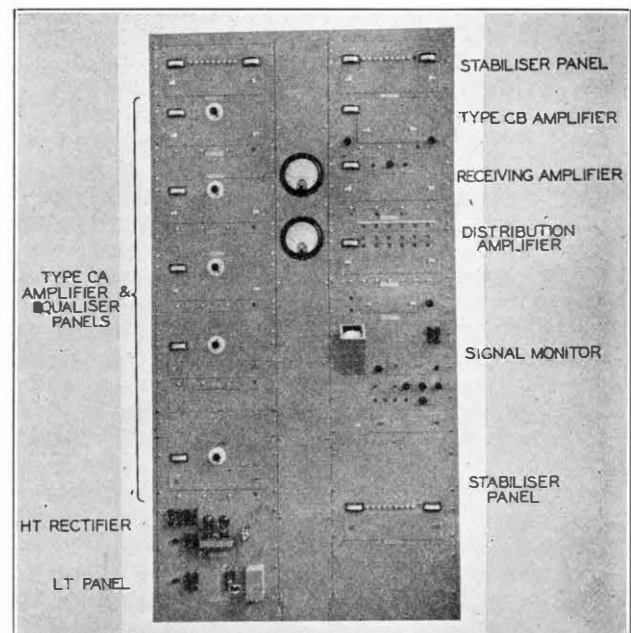 STABILISER PANEL
TYPE CB AMPLIFIER
RECEIVING AMPLIFIER
DISTRIBUTION
AMPLIFIER
TYPE CA
AMPLIFIER &
EQUALISER
PANELS
SIGNAL MONITOR
STABILISER
PANEL
HT RECTIFIER
LT PANEL